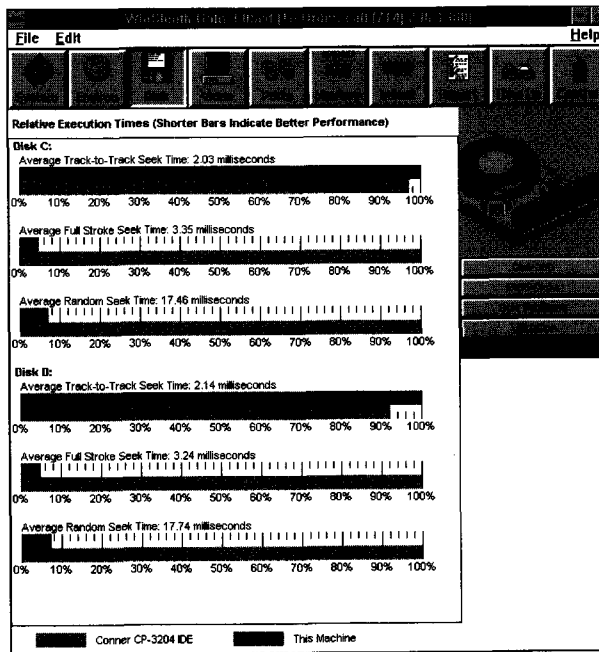 File Edit Help
Relative Execution Times (Shorter Bars Indicate Better Performance)
Disk C:
Average Track-to-Track Seek Time: 2.03 milliseconds
0% 10% 20% 30% 40% 50% 60% 70% 80% 90% 100%
Average Full Stroke Seek Time: 3.35 milliseconds
0% 10% 20% 30% 40% 50% 60% 70% 80% 90% 100%
Average Random Seek Time: 17.46 milliseconds
0% 10% 20% 30% 40% 50% 60% 70% 80% 90% 100%
Disk D:
Average Track-to-Track Seek Time: 2.14 milliseconds
0% 10% 20% 30% 40% 50% 60% 70% 80% 90% 100%
Average Full Stroke Seek Time: 3.24 milliseconds
0% 10% 20% 30% 40% 50% 60% 70% 80% 90% 100%
Average Random Seek Time: 17.74 milliseconds
0% 10% 20% 30% 40% 50% 60% 70% 80% 90% 100%
Conner CP-3204 IDE This Machine